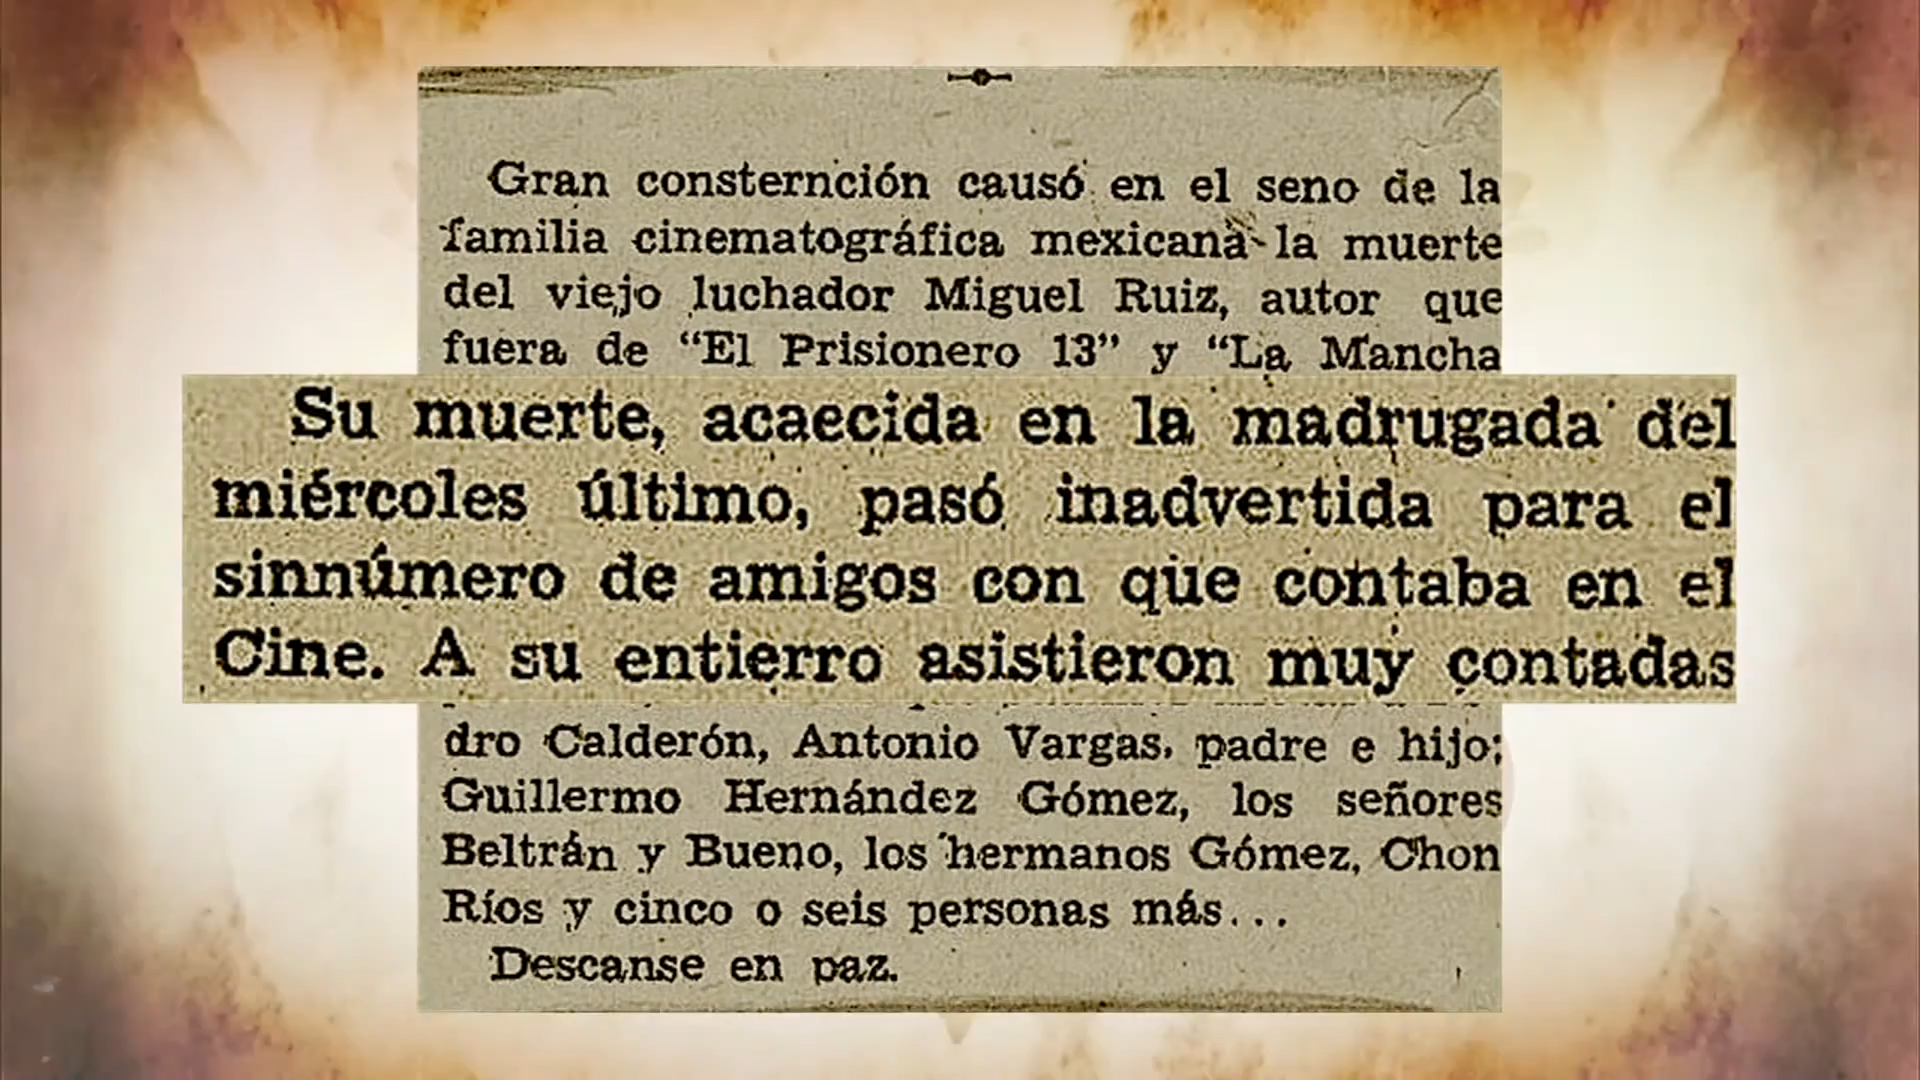 Gran consternción causó en el seno de la
familia cinematográfica mexicana la muerte
del viejo luchador Miguel Ruiz, autor que
fuera de “El Prisionero 13” y “La Mancha
Su muerte, acaecida en la madrugada del
miércoles último, pasó inadvertida para el
sinnúmero de amigos con que contaba en el
Cine. A su entierro asistieron muy contadas
dro Calderón, Antonio Vargas, padre e hijo;
Guillermo Hernández Gómez, los señores
Beltrán y Bueno, los hermanos Gómez, Chon
Ríos y cinco o seis personas más...
Descanse en paz.